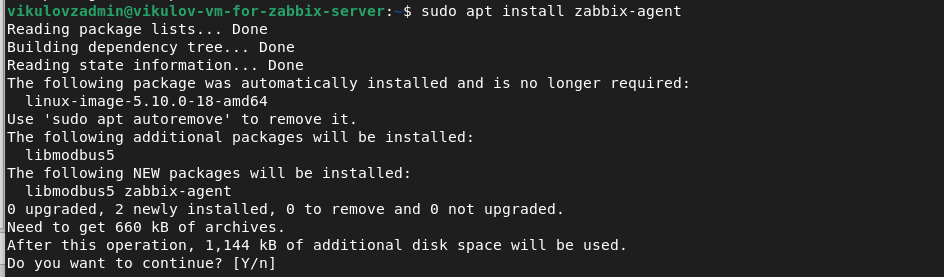 vikulovzadmin@vikulov-vm-for-zabbix-server:~$ sudo apt install zabbix-agent
Reading package lists... Done
Building dependency tree... Done
Reading state information... Done
The following package was automatically installed and is no longer required:
  linux-image-5.10.0-18-amd64
Use 'sudo apt autoremove' to remove it.
The following additional packages will be installed:
  libmodbus5
The following NEW packages will be installed:
  libmodbus5 zabbix-agent
0 upgraded, 2 newly installed, 0 to remove and 0 not upgraded.
Need to get 660 kB of archives.
After this operation, 1,144 kB of additional disk space will be used.
Do you want to continue? [Y/n]